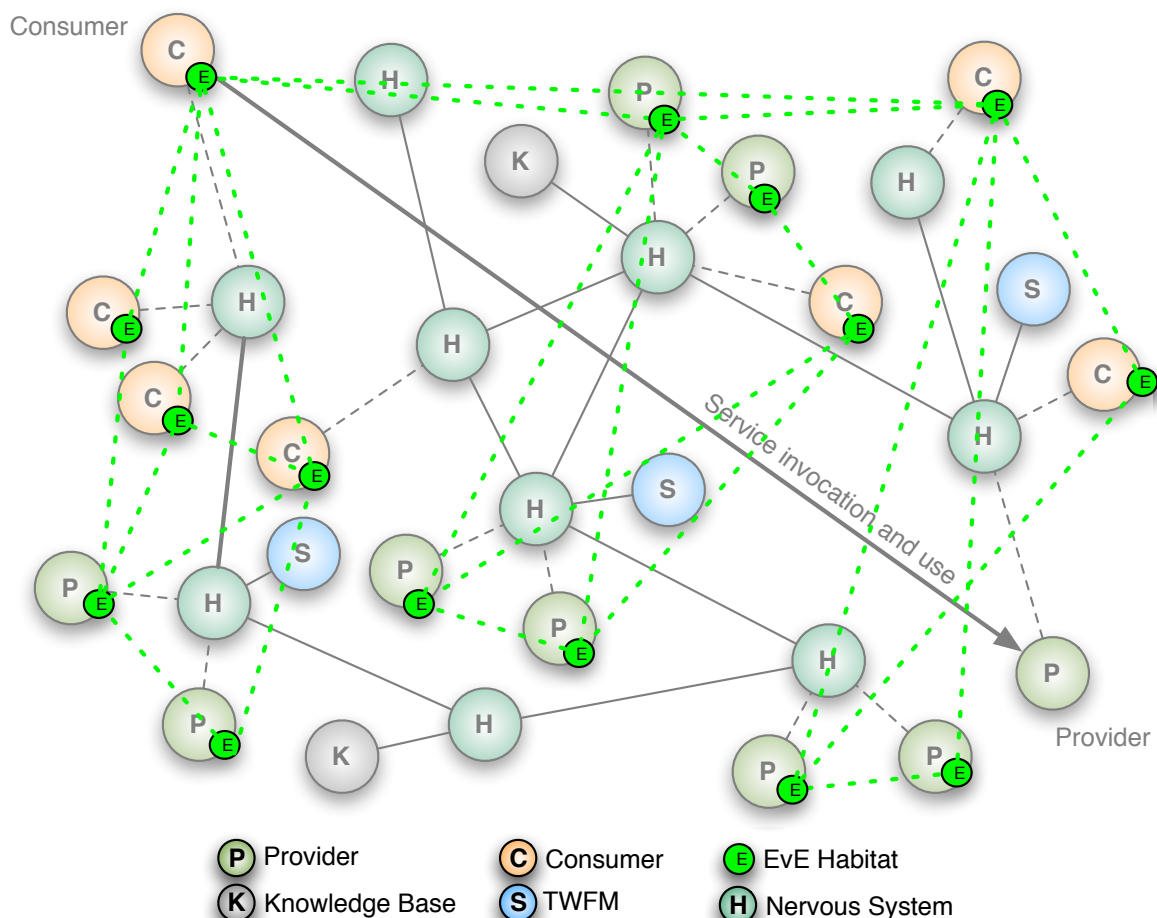 Consumer
C
E
H
P
E
C
E
K
P
E
H
H
S
C
E
H
C
E
H
C
E
C
E
Service invocation and use
H
C
E
S
H
S
P
E
P
E
H
P
E
H
P
P
E
H
Provider
K
P
E
P
E
P Provider
C Consumer
E EvE Habitat
K Knowledge Base
S TWFM
H Nervous System